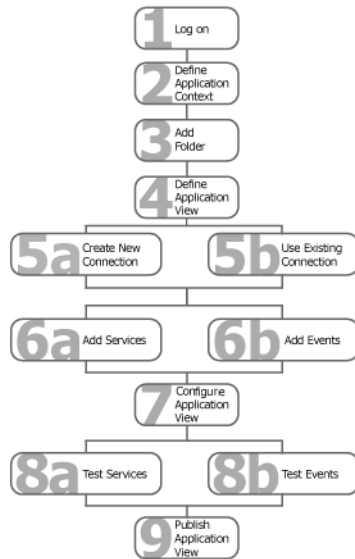 1 Log on
2 Define
Application
Context
3 Add
Folder
4 Define
Application
View
5a Create New
Connection
5b Use Existing
Connection
6a Add Services
6b Add Events
7 Configure
Application
View
8a Test Services
8b Test Events
9 Publish
Application
View